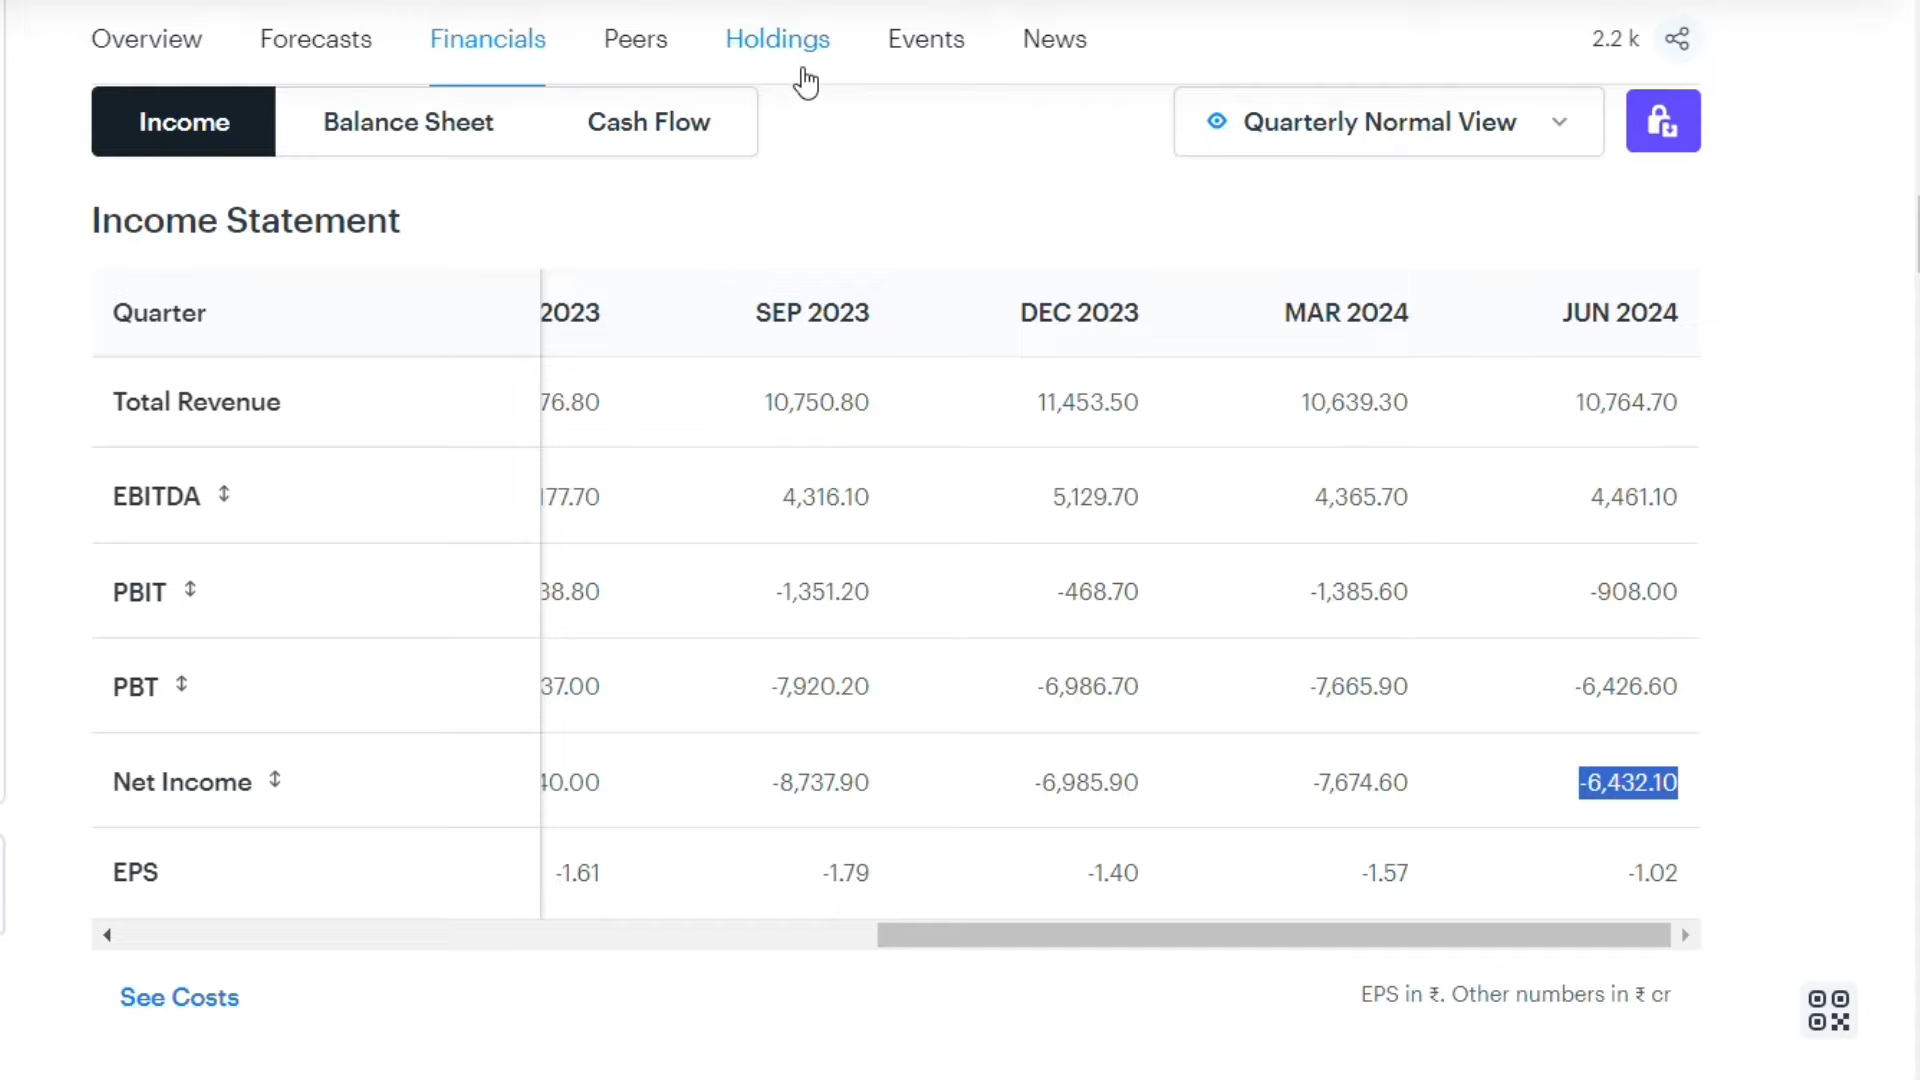 Overview Forecasts Financials Peers Holdings Events News 2.2 k
Income Balance Sheet Cash Flow Quarterly Normal View
Income Statement
Quarter 2023 SEP 2023 DEC 2023 MAR 2024 JUN 2024
Total Revenue 76.80 10,750.80 11,453.50 10,639.30 10,764.70
EBITDA 177.70 4,316.10 5,129.70 4,365.70 4,461.10
PBIT 38.80 -1,351.20 -468.70 -1,385.60 -908.00
PBT 37.00 -7,920.20 -6,986.70 -7,665.90 -6,426.60
Net Income 40.00 -8,737.90 -6,985.90 -7,674.60 -6,432.10
EPS -1.61 -1.79 -1.40 -1.57 -1.02
See Costs EPS in ₹. Other numbers in ₹ cr